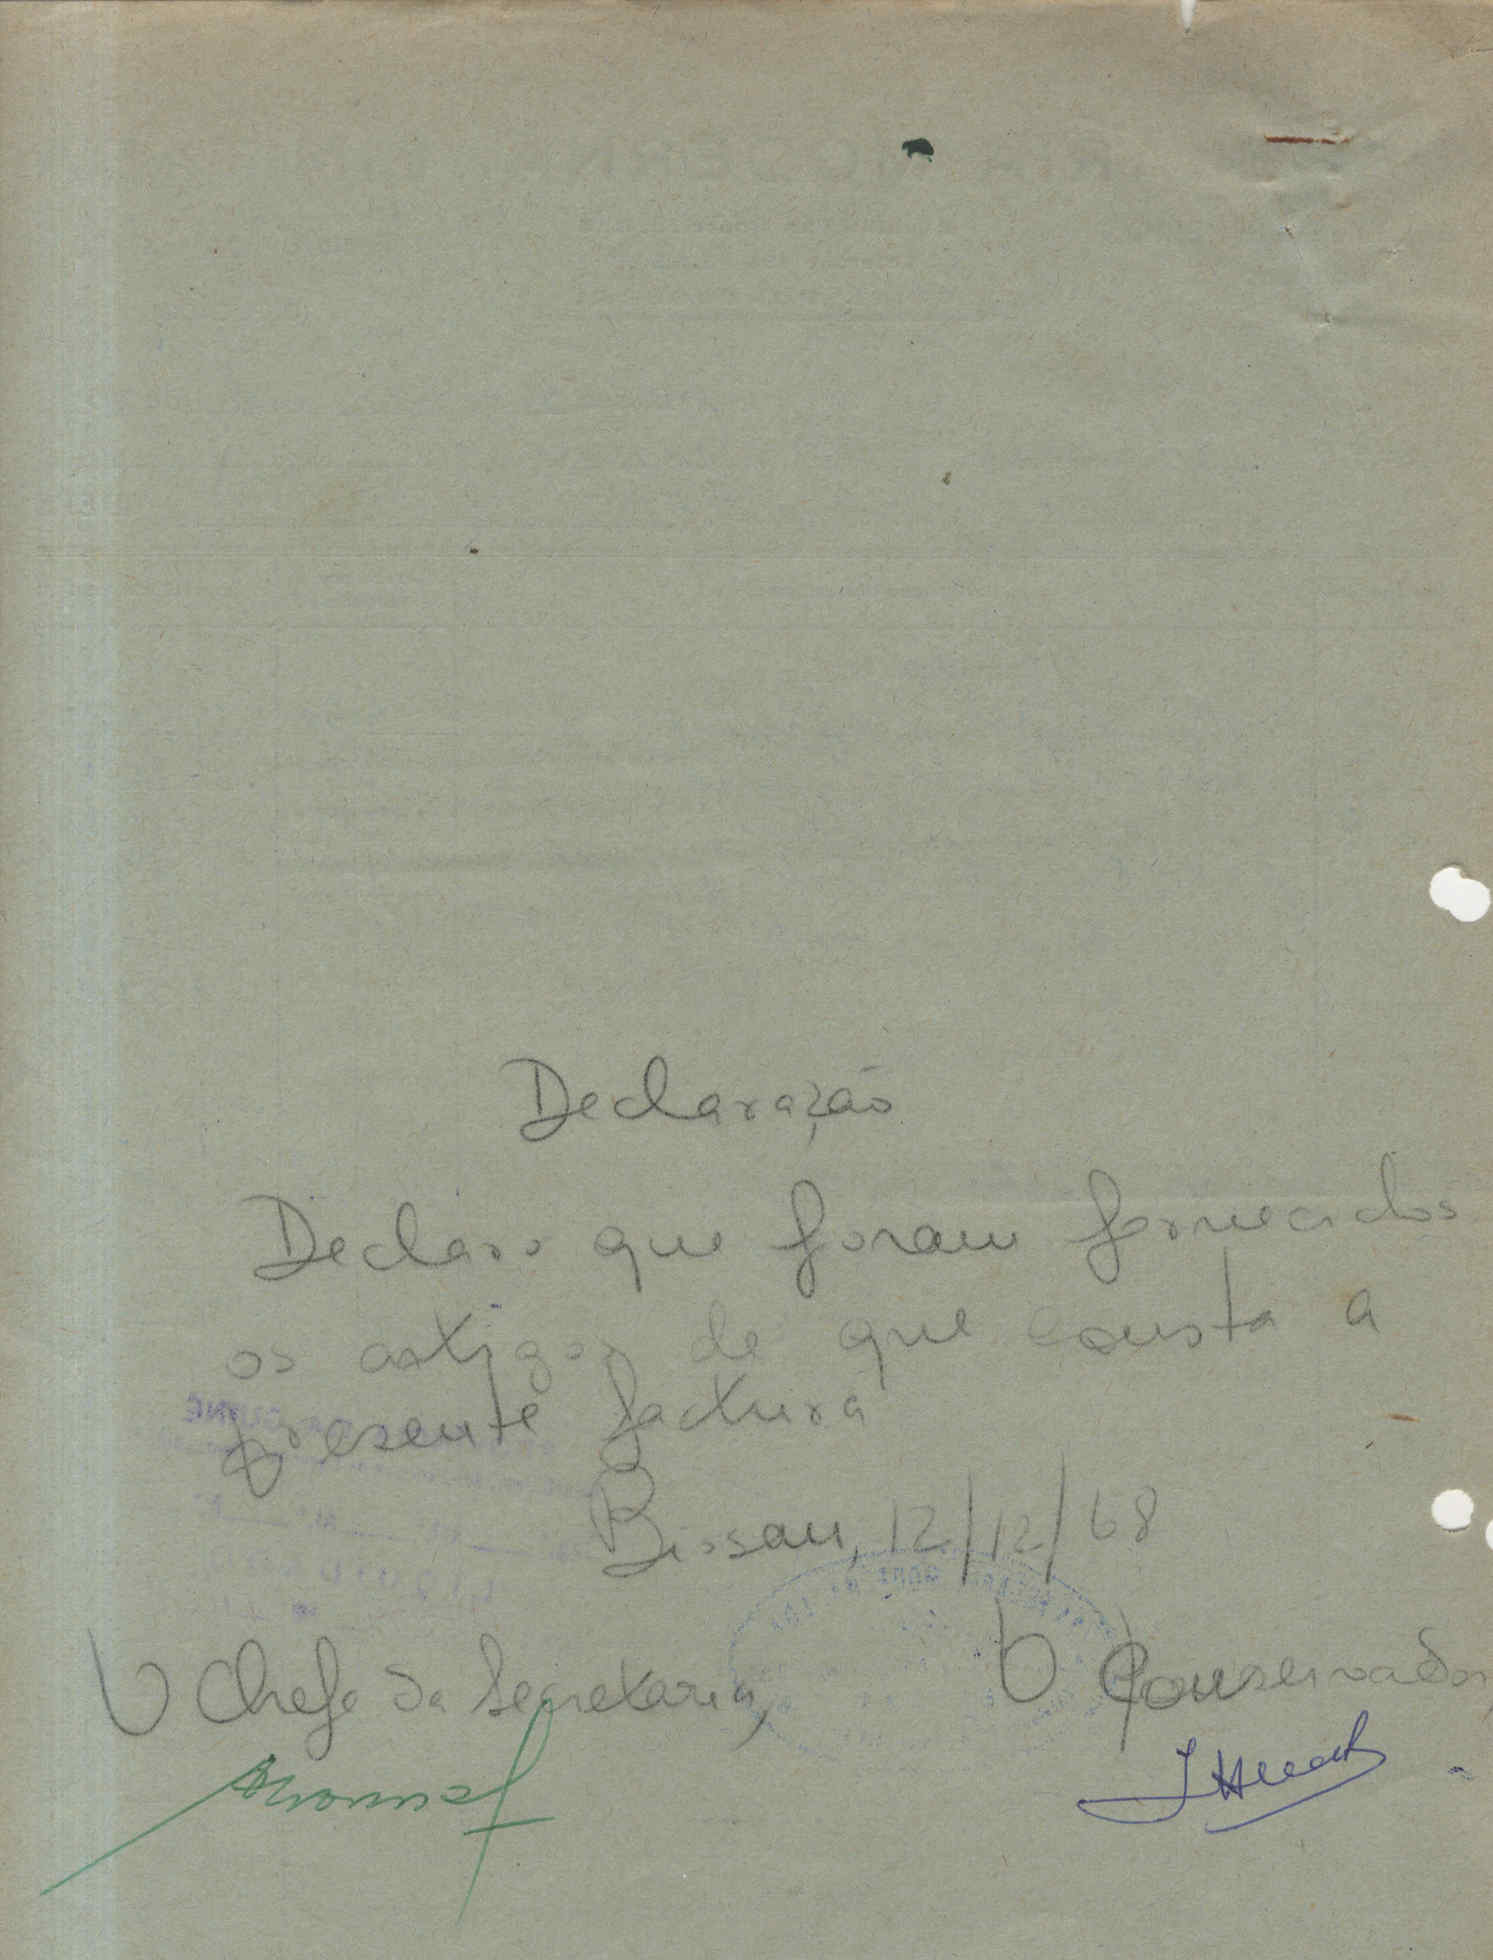 Declaração
Declaro que foram fornecidos
os artigos de que consta a
presente factura
Bissau, 12/12/68
O Chefe da Secretaria,
O Conservador